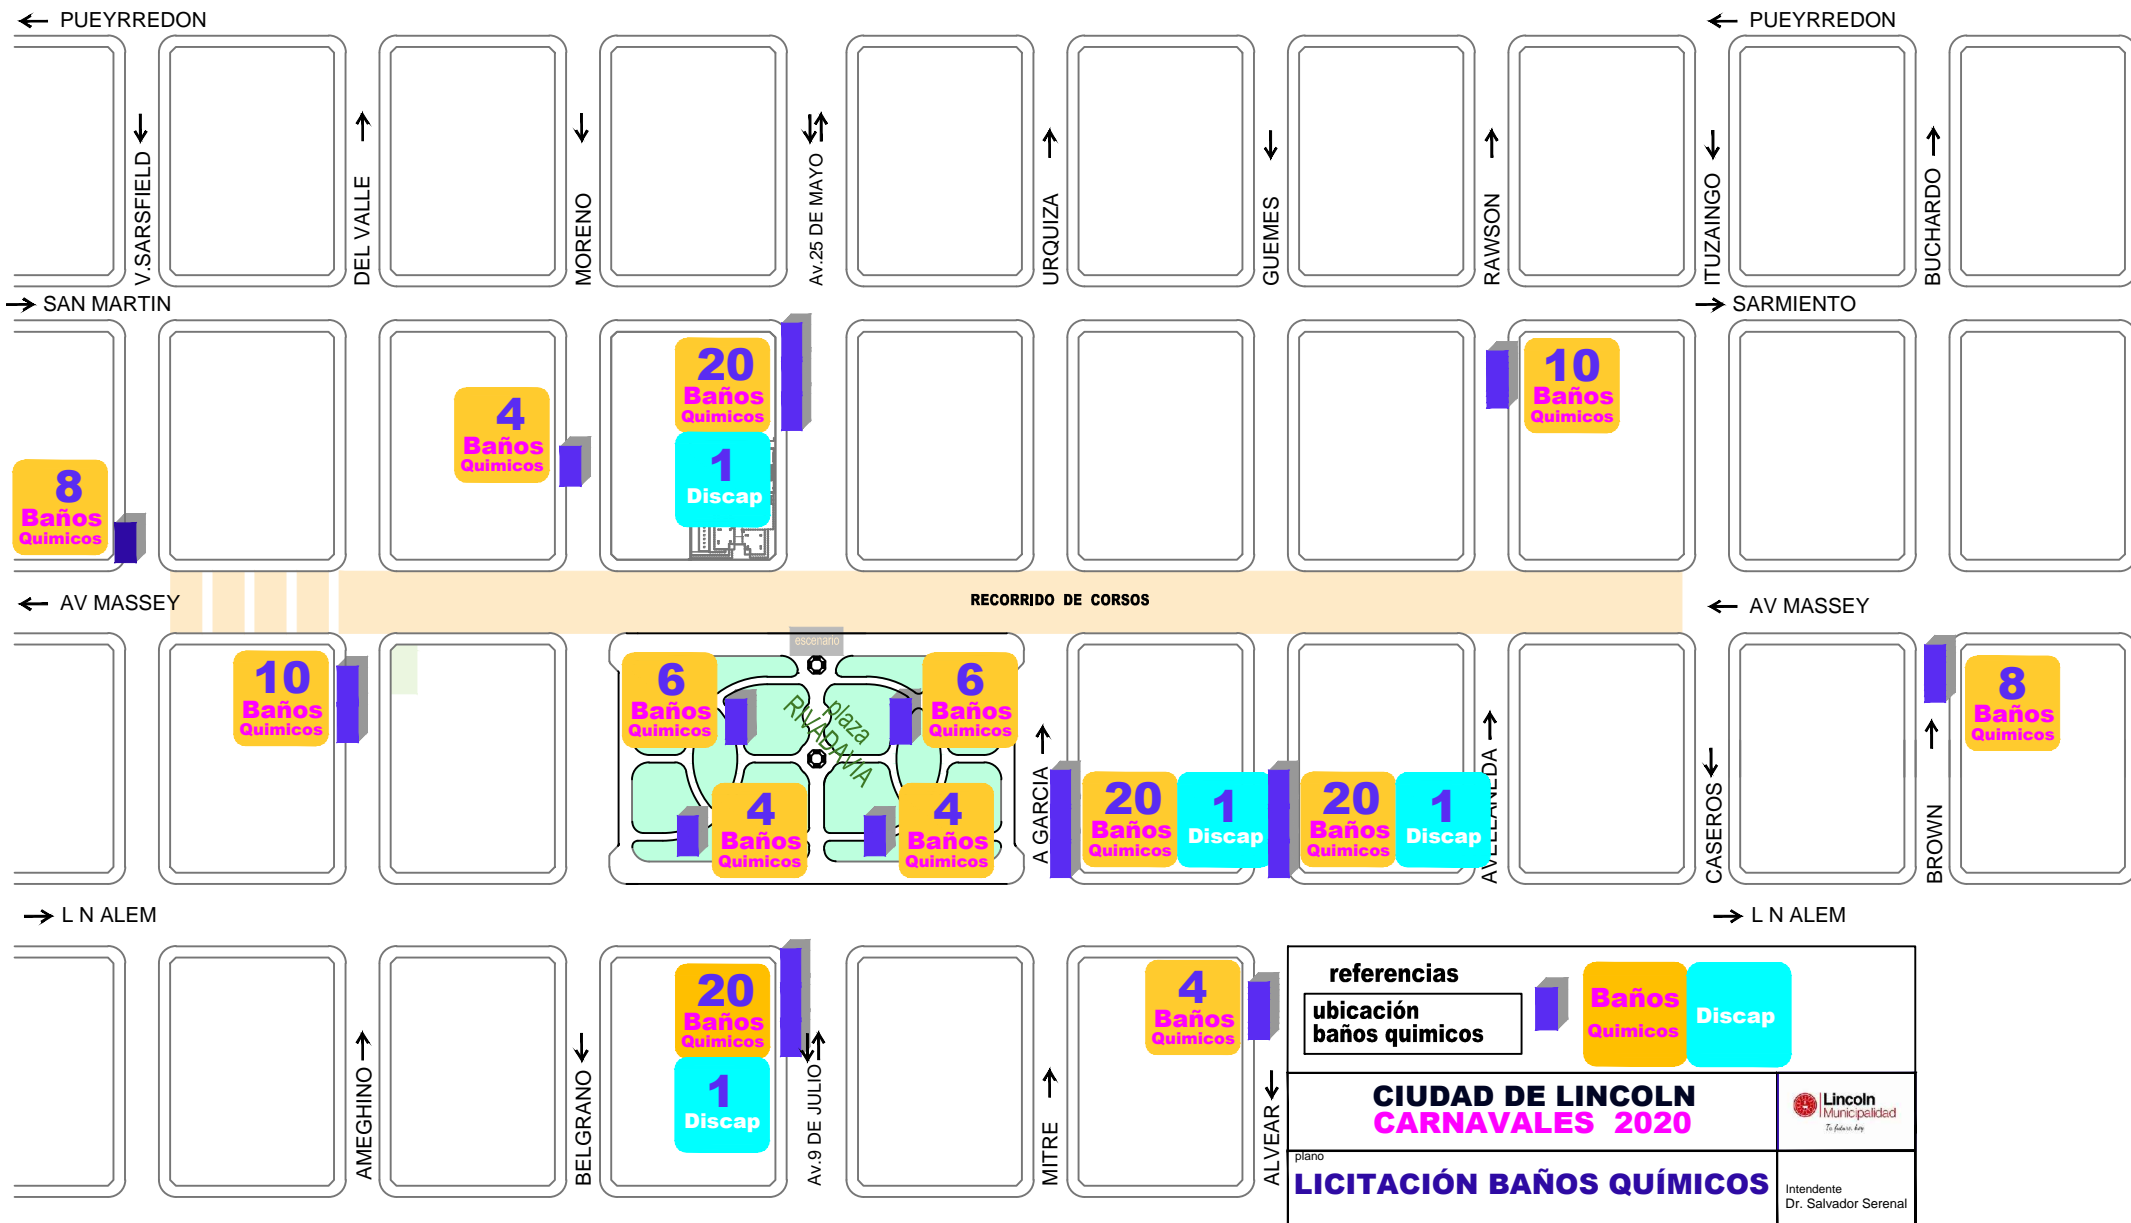 PUEYRREDON
PUEYRREDON
V.SARSFIELD
DEL VALLE
MORENO
Av.25 DE MAYO
URQUIZA
GUEMES
RAWSON
ITUZAINGO
BUCHARDO
SAN MARTIN
SARMIENTO
8
Baños
Quimicos
4
Baños
Quimicos
20
Baños
Quimicos
1
Discap
10
Baños
Quimicos
AV MASSEY
RECORRIDO DE CORSOS
AV MASSEY
escenario
10
Baños
Quimicos
6
Baños
Quimicos
plaza
RIVADAVIA
6
Baños
Quimicos
4
Baños
Quimicos
4
Baños
Quimicos
A GARCIA
20
Baños
Quimicos
1
Discap
20
Baños
Quimicos
1
Discap
AVELLANEDA
CASEROS
BROWN
8
Baños
Quimicos
L N ALEM
L N ALEM
AMEGHINO
BELGRANO
20
Baños
Quimicos
1
Discap
Av.9 DE JULIO
MITRE
4
Baños
Quimicos
ALVEAR
referencias
ubicación
baños quimicos
Baños
Quimicos
Discap
CIUDAD DE LINCOLN
CARNAVALES 2020
Lincoln
Municipalidad
Tu futuro, hoy
plano
LICITACIÓN BAÑOS QUÍMICOS
Intendente
Dr. Salvador Serenal